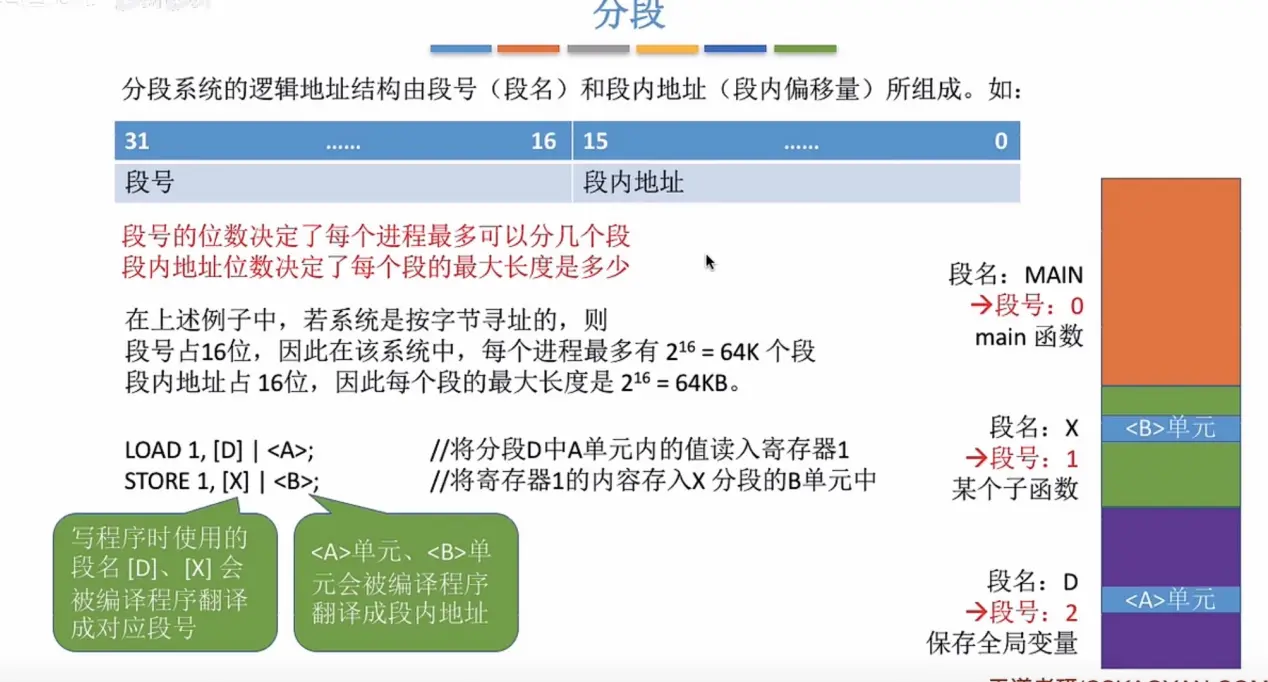 分段
分段系统的逻辑地址结构由段号（段名）和段内地址（段内偏移量）所组成。如：
31 …… 16 15 …… 0
段号 段内地址
段号的位数决定了每个进程最多可以分几个段
段内地址位数决定了每个段的最大长度是多少
在上述例子中，若系统是按字节寻址的，则
段号占16位，因此在该系统中，每个进程最多有 2¹⁶ = 64K 个段
段内地址占 16位，因此每个段的最大长度是 2¹⁶ = 64KB。
LOAD 1, [D] | <A>; //将分段D中A单元内的值读入寄存器1
STORE 1, [X] | <B>; //将寄存器1的内容存入X 分段的B单元中
写程序时使用的
段名 [D]、[X] 会
被编译程序翻译
成对应段号
<A>单元、<B>单
元会被编译程序
翻译成段内地址
段名：MAIN
→段号：0
main 函数
段名：X
→段号：1
某个子函数
段名：D
→段号：2
保存全局变量
<B>单元
<A>单元